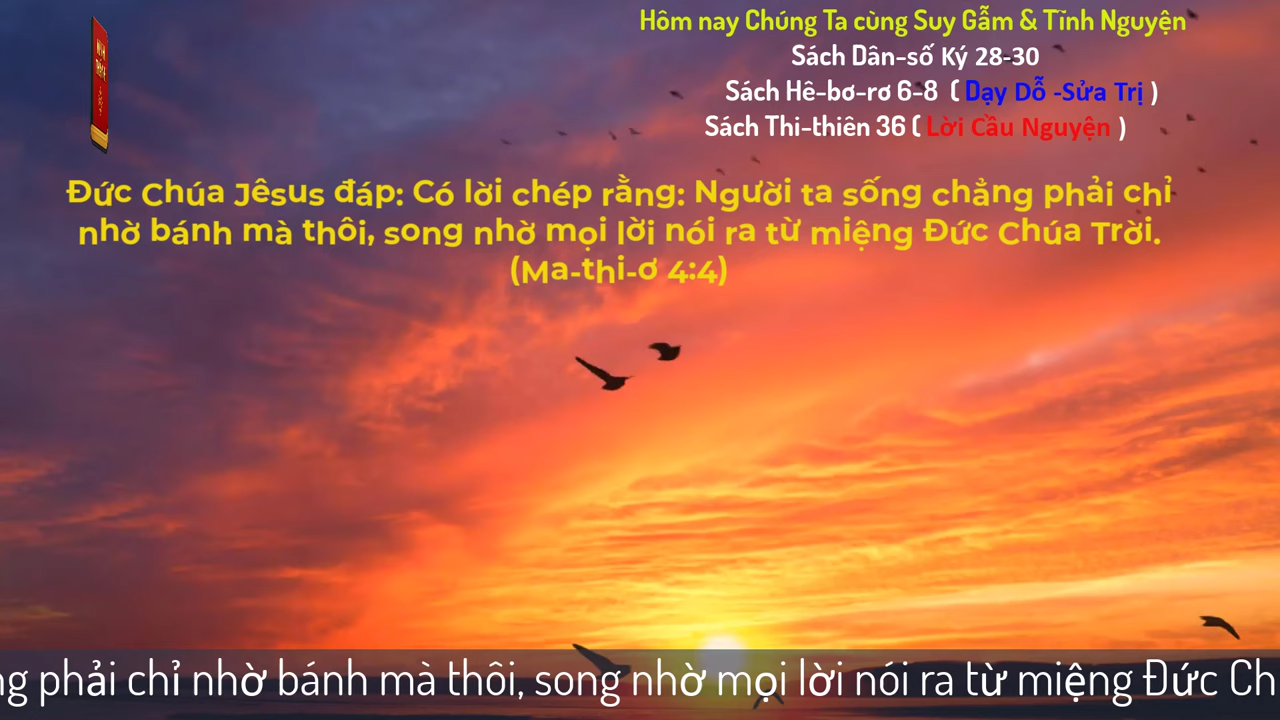 Hôm nay Chúng Ta cùng Suy Gẫm & Tĩnh Nguyện
Sách Dân-số Ký 28-30
Sách Hê-bơ-rơ 6-8 ( Dạy Dỗ -Sửa Trị )
Sách Thi-thiên 36 ( Lời Cầu Nguyện )
Đức Chúa Jêsus đáp: Có lời chép rằng: Người ta sống chẳng phải chỉ
nhờ bánh mà thôi, song nhờ mọi lời nói ra từ miệng Đức Chúa Trời.
(Ma-thi-ơ 4:4)
ng phải chỉ nhờ bánh mà thôi, song nhờ mọi lời nói ra từ miệng Đức Ch